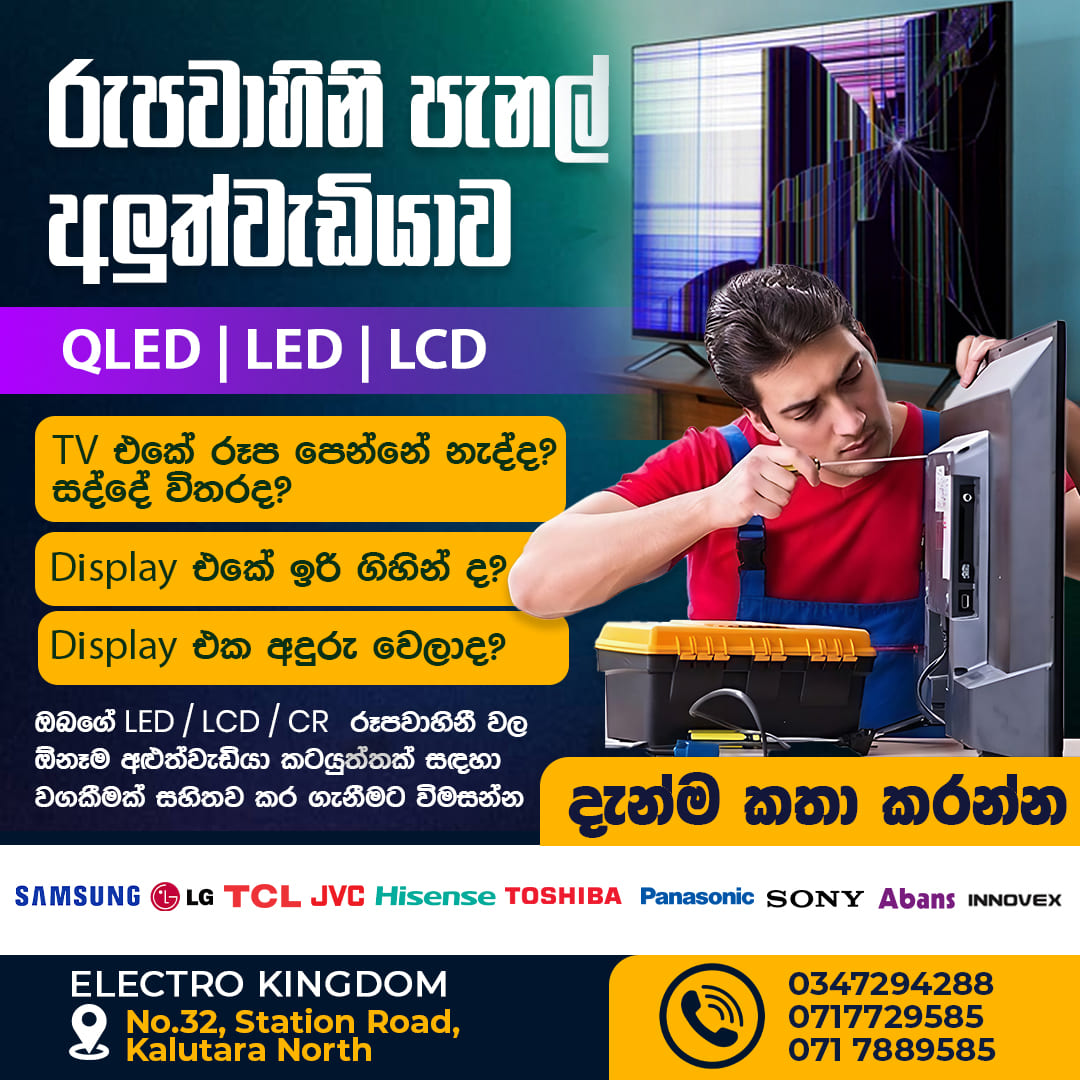 රුපවාහිනි පැනල්
අලුත්වැඩියාව
QLED | LED | LCD
TV එකේ රූප පෙන්නේ නැද්ද?
සද්දේ විතරද?
Display එකේ ඉරි ගිහින් ද?
Display එක අදුරු වෙලාද?
ඔබගේ LED / LCD / CR රූපවාහිනී වල
ඕනෑම අළුත්වැඩියා කටයුත්තක් සඳහා
වගකීමක් සහිතව කර ගැනීමට විමසන්න
දැන්ම කතා කරන්න
SAMSUNG LG TCL JVC Hisense TOSHIBA Panasonic SONY Abans INNOVEX
ELECTRO KINGDOM
No.32, Station Road,
Kalutara North
0347294288
0717729585
071 7889585